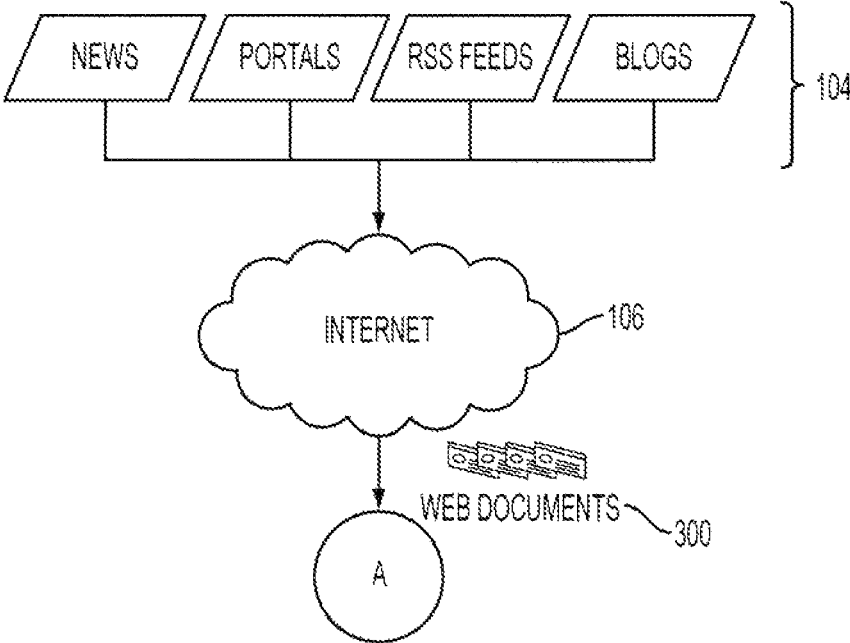 NEWS PORTALS RSS FEEDS BLOGS
104
INTERNET
106
WEB DOCUMENTS
300
A